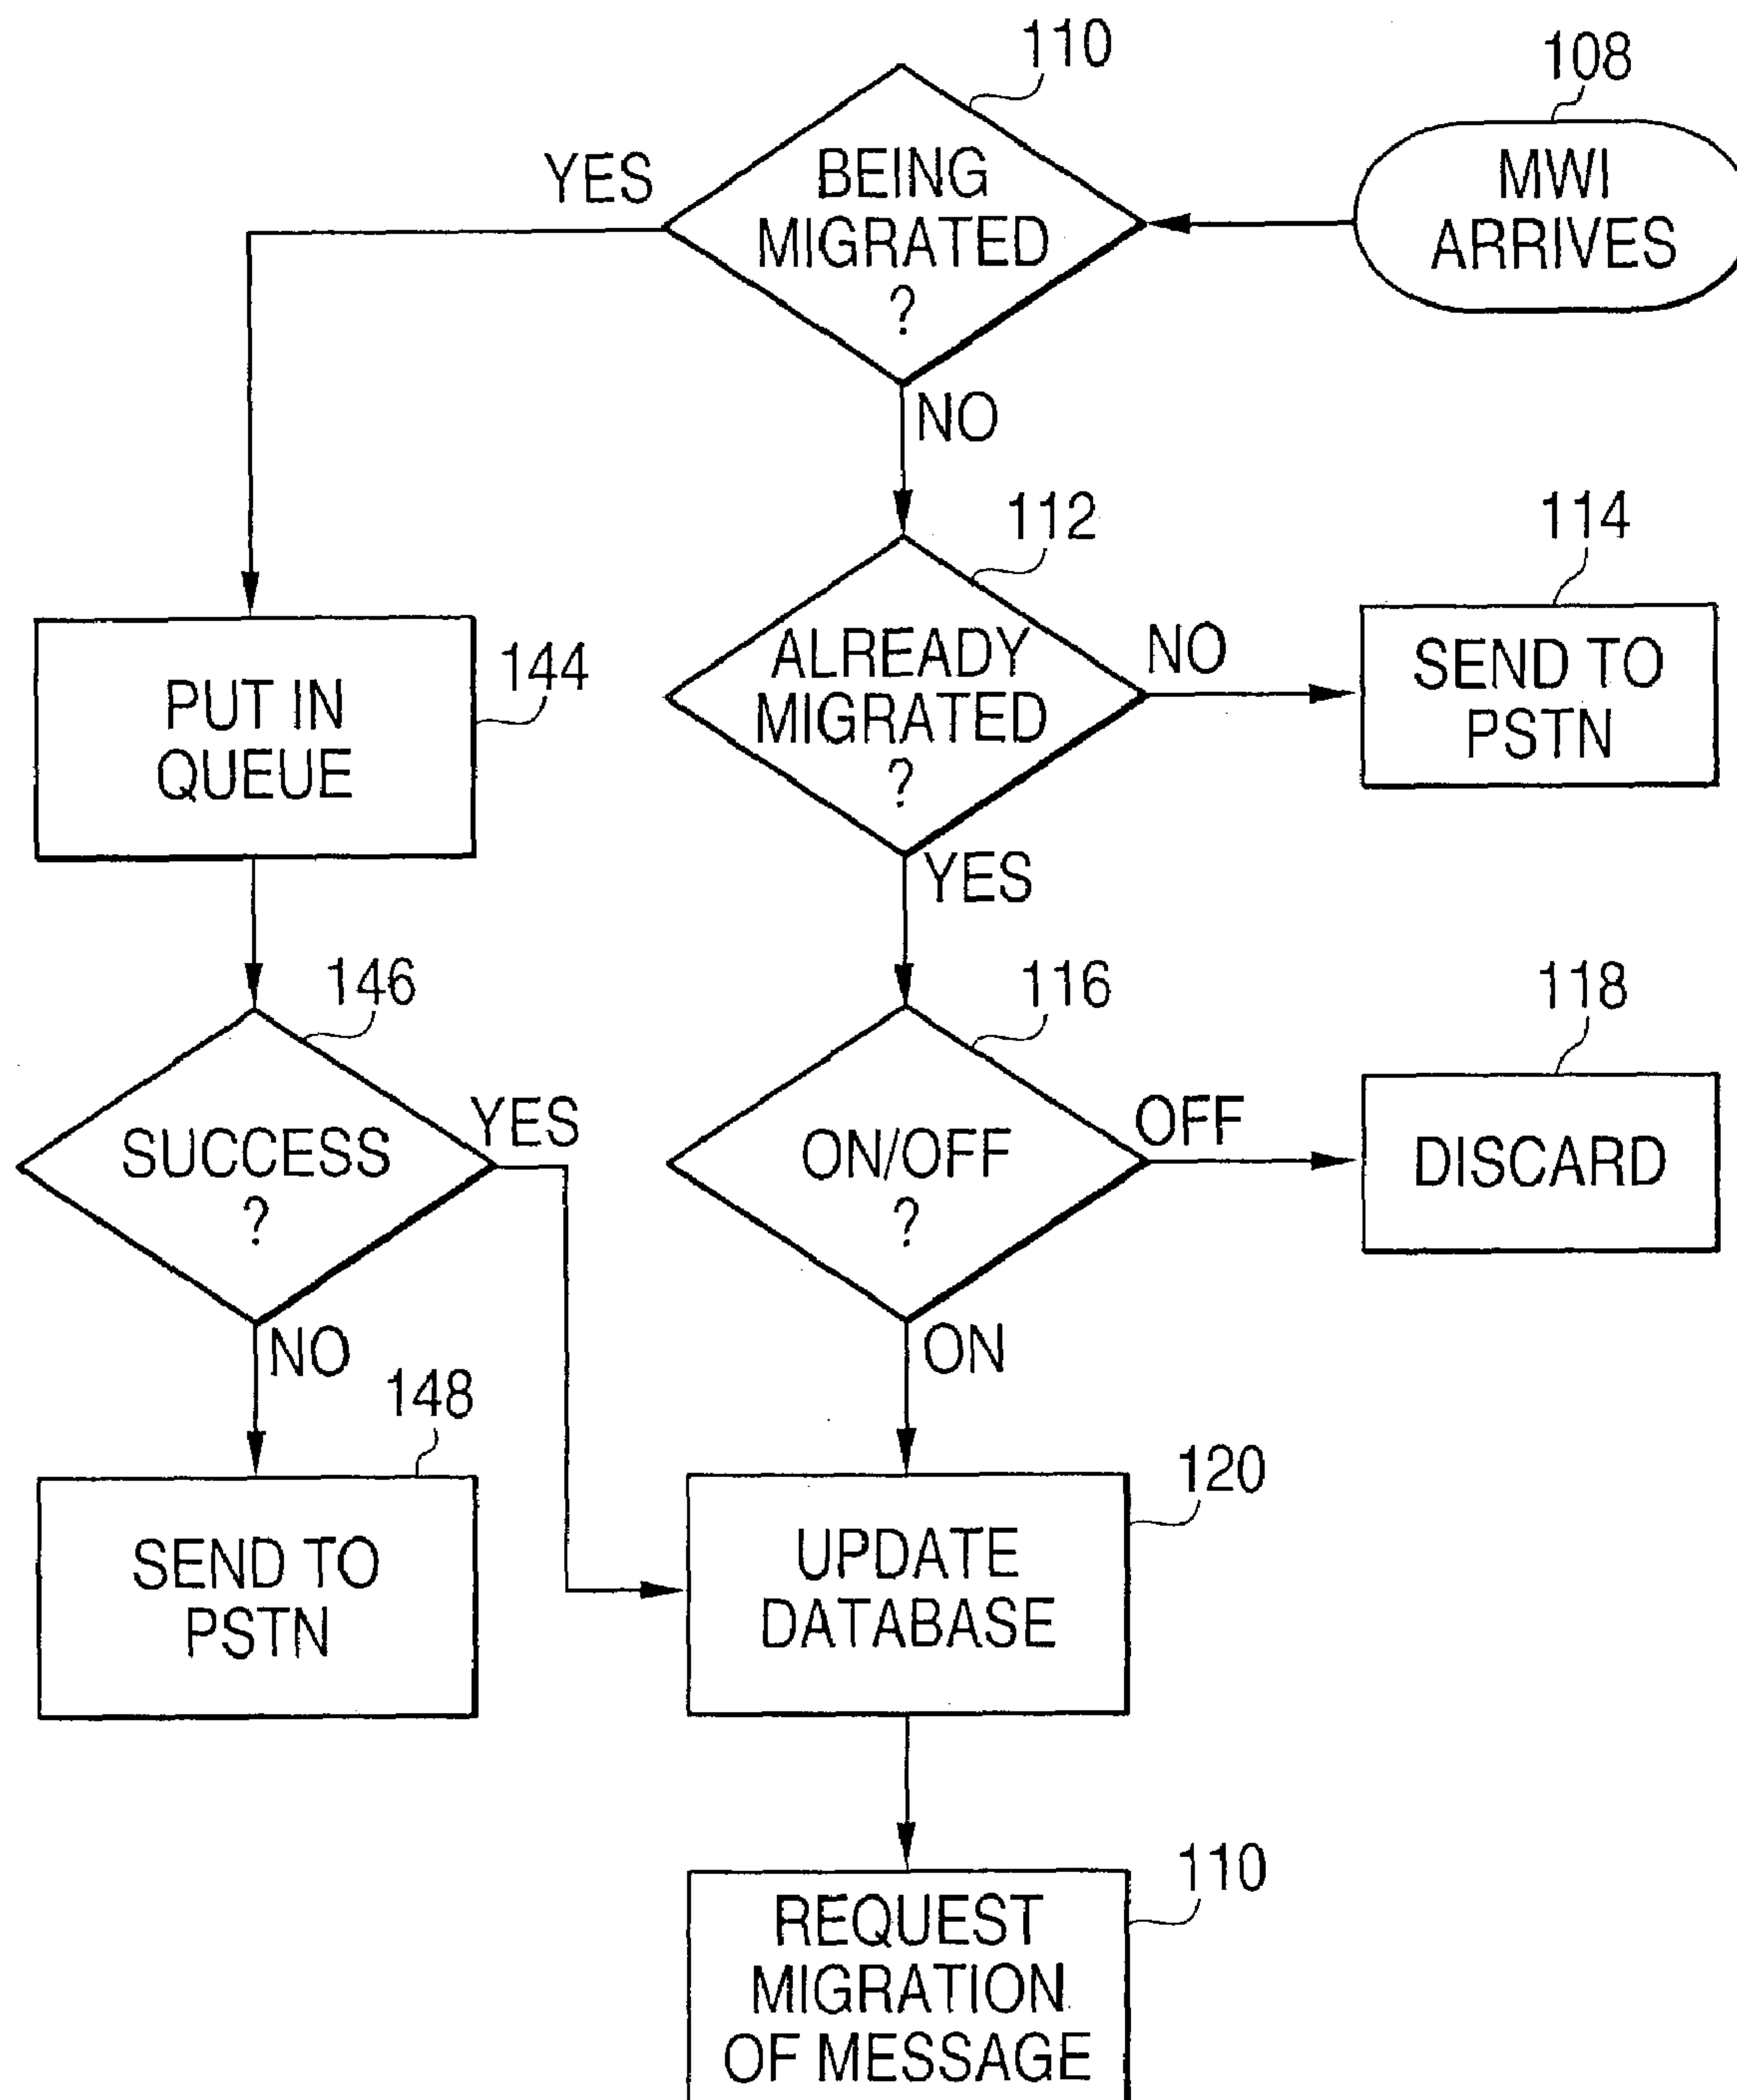 110
108
BEING
MIGRATED
?
YES
MWI
ARRIVES
NO
112
114
ALREADY
MIGRATED
?
NO
SEND TO
PSTN
144
PUT IN
QUEUE
YES
146
116
118
SUCCESS
?
YES
ON/OFF
?
OFF
DISCARD
NO
ON
148
120
SEND TO
PSTN
UPDATE
DATABASE
110
REQUEST
MIGRATION
OF MESSAGE